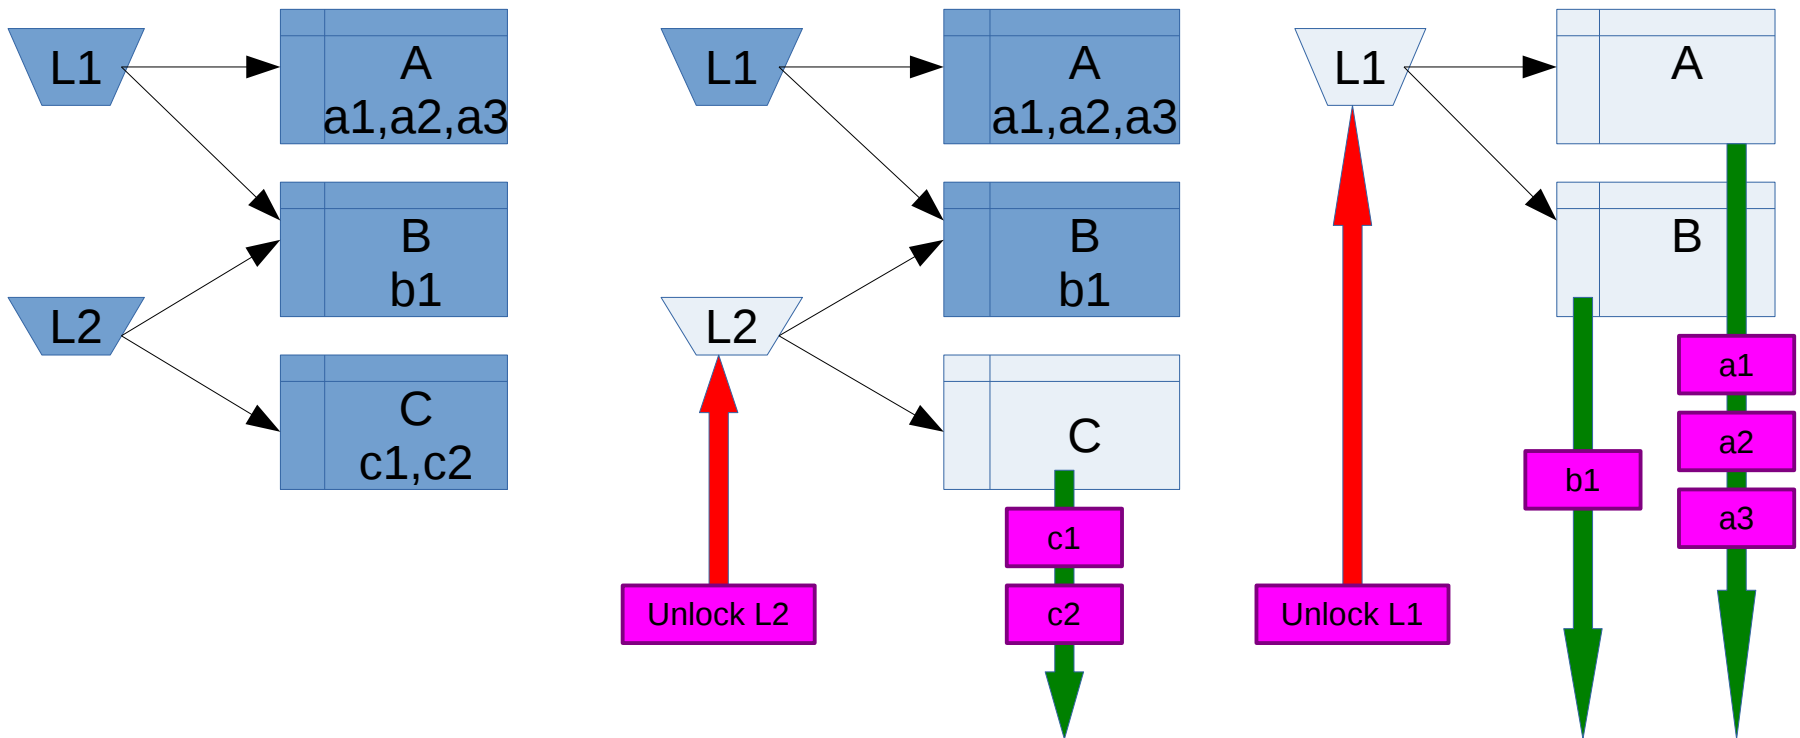 L1
A
a1,a2,a3
B
b1
L2
C
c1,c2
L1
A
a1,a2,a3
B
b1
L2
C
c1
c2
Unlock L2
L1
A
B
a1
a2
a3
b1
Unlock L1